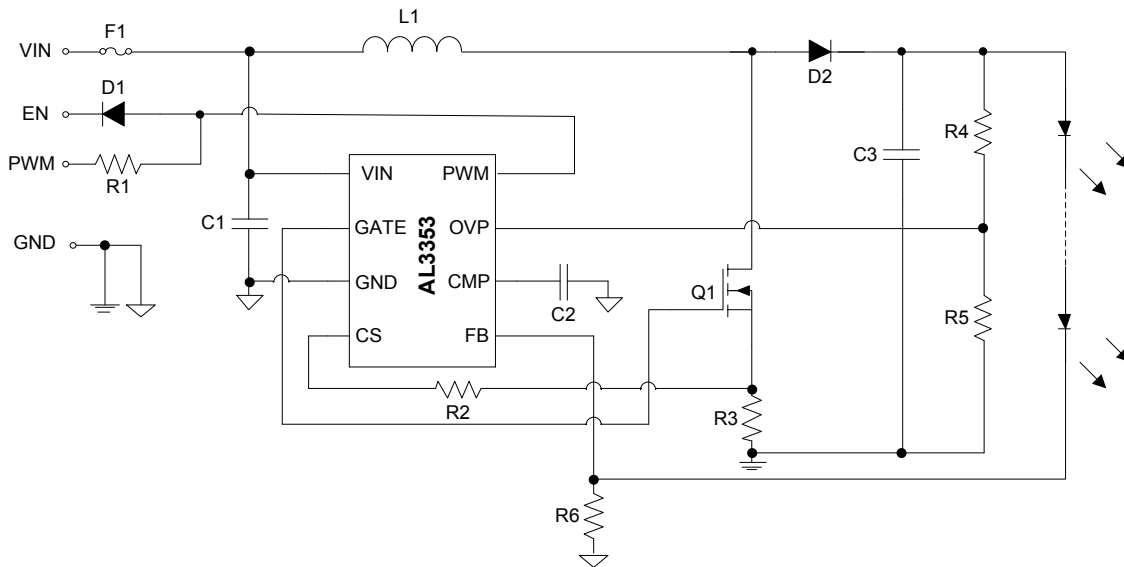 F1
L1
VIN
D2
D1
EN
R4
C3
PWM
R1
VIN
PWM
C1
GATE
OVP
AL3353
GND
GND
CMP
C2
Q1
R5
CS
FB
R2
R3
R6